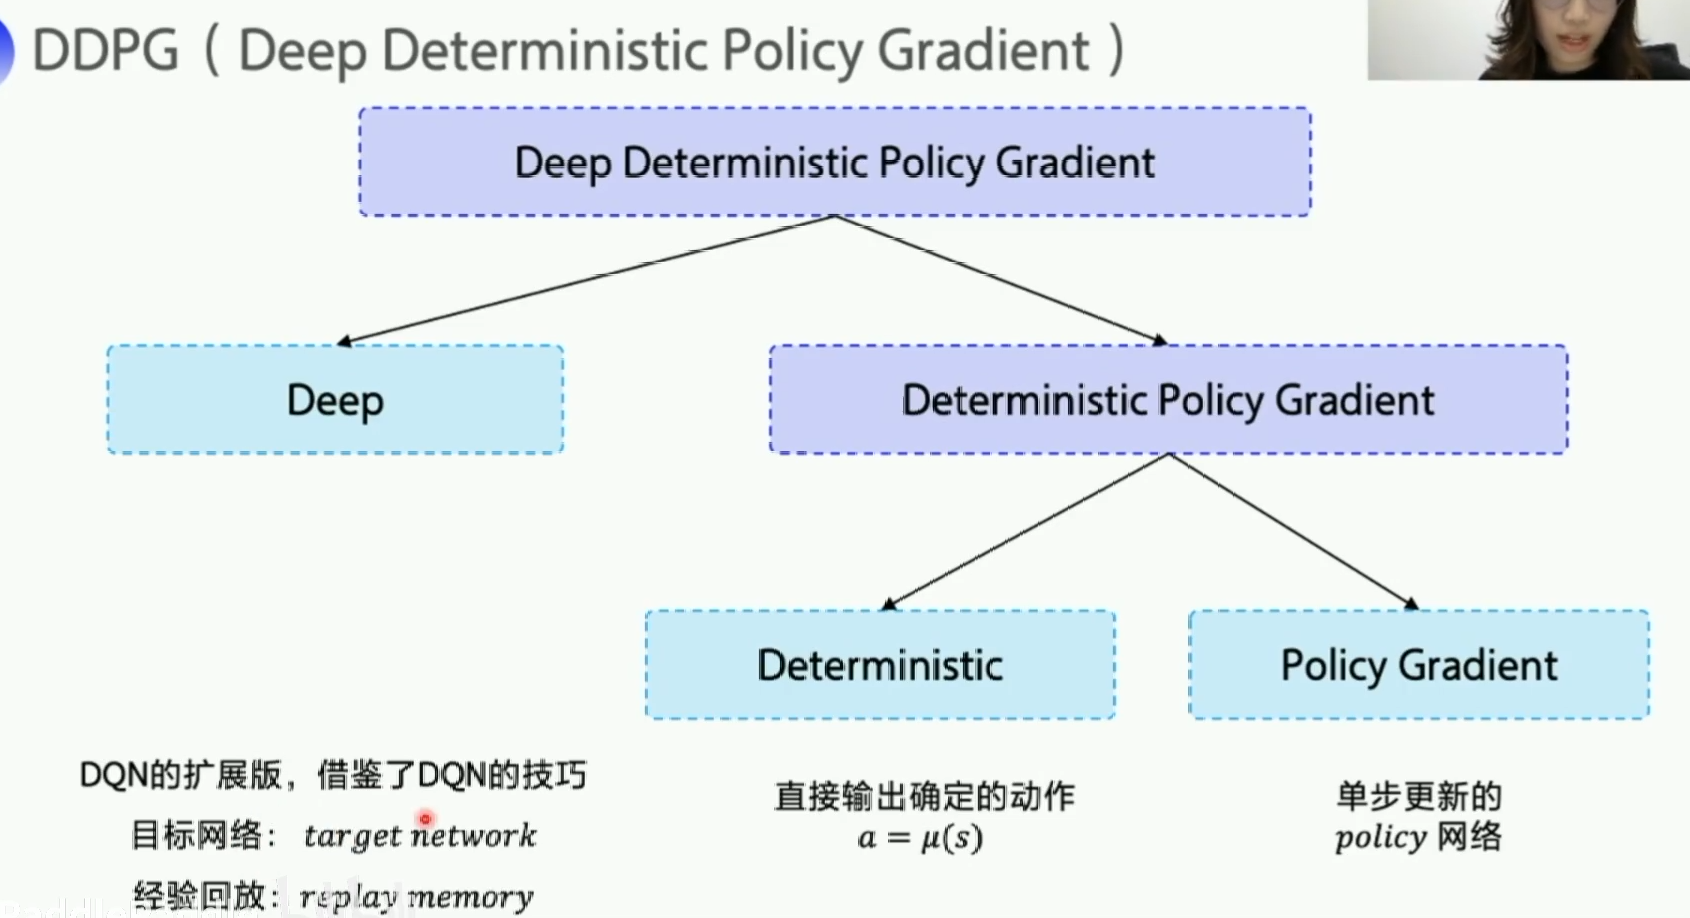 DDPG ( Deep Deterministic Policy Gradient )
Deep Deterministic Policy Gradient
Deep
Deterministic Policy Gradient
Deterministic
Policy Gradient
DQN的扩展版，借鉴了DQN的技巧
目标网络： target network
经验回放： replay memory
直接输出确定的动作
a = μ(s)
单步更新的
policy 网络